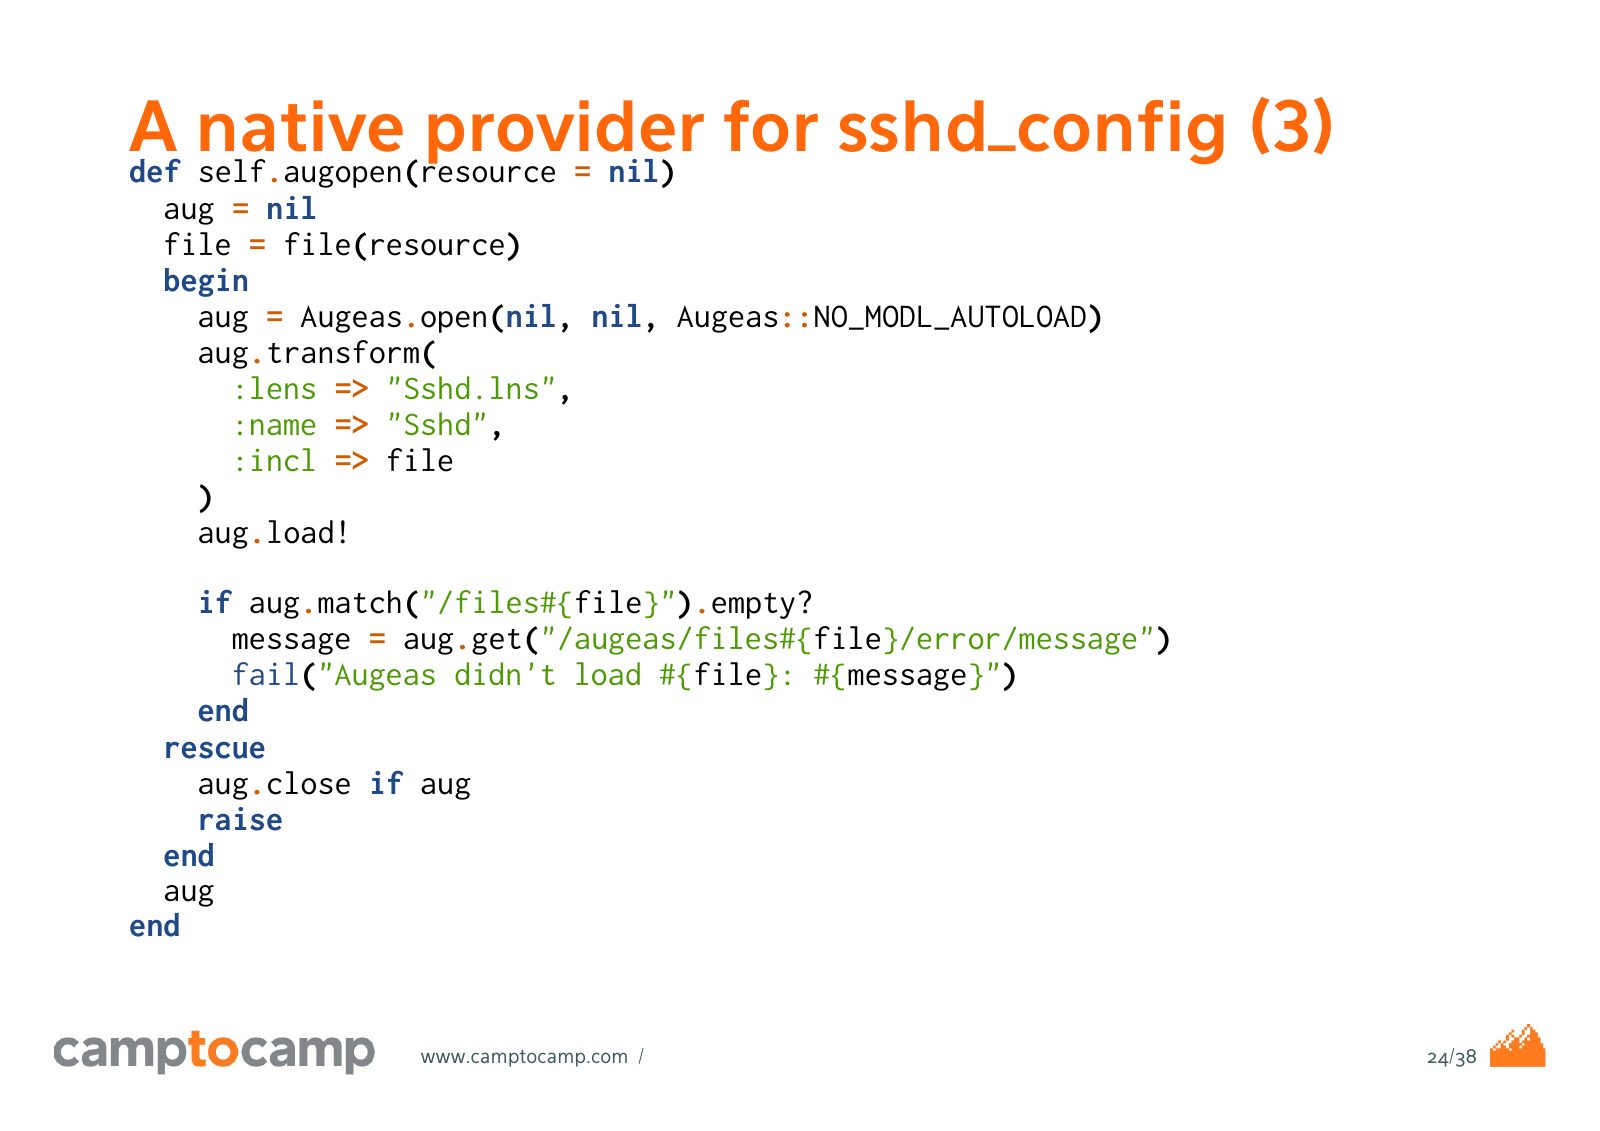 A native provider for sshd_config (3)
def self.augopen(resource = nil)
  aug = nil
  file = file(resource)
  begin
    aug = Augeas.open(nil, nil, Augeas::NO_MODL_AUTOLOAD)
    aug.transform(
      :lens => "Sshd.lns",
      :name => "Sshd",
      :incl => file
    )
    aug.load!

    if aug.match("/files#{file}").empty?
      message = aug.get("/augeas/files#{file}/error/message")
      fail("Augeas didn't load #{file}: #{message}")
    end
  rescue
    aug.close if aug
    raise
  end
  aug
end
camptocamp www.camptocamp.com / 24/38